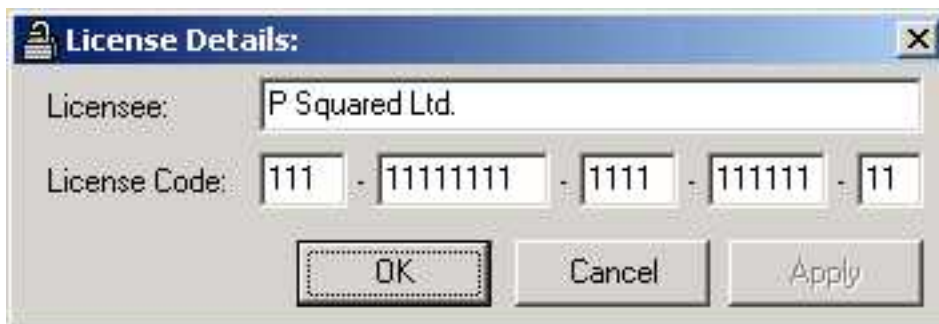 License Details:
Licensee: P Squared Ltd.
License Code: 111 - 11111111 - 1111 - 111111 - 11
OK Cancel Apply